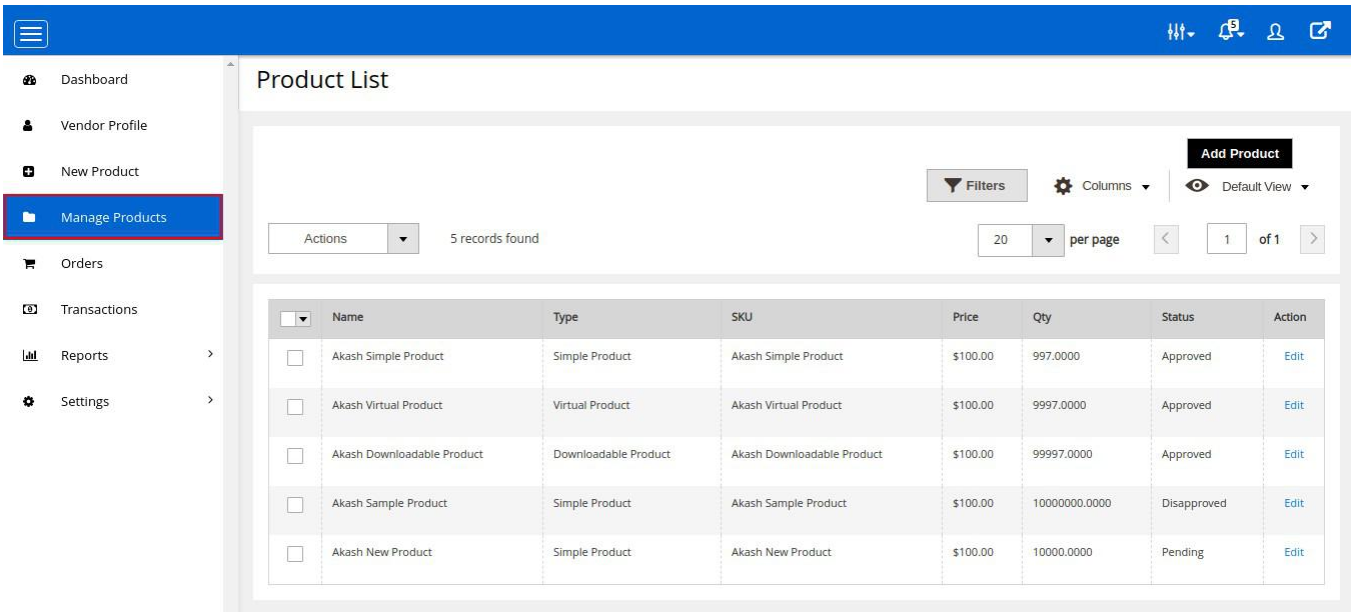 5
Dashboard
Vendor Profile
New Product
Manage Products
Orders
Transactions
Reports
Settings
Product List
Add Product
Filters Columns Default View
Actions 5 records found 20 per page 1 of 1
Name Type SKU Price Qty Status Action
Akash Simple Product Simple Product Akash Simple Product $100.00 997.0000 Approved Edit
Akash Virtual Product Virtual Product Akash Virtual Product $100.00 9997.0000 Approved Edit
Akash Downloadable Product Downloadable Product Akash Downloadable Product $100.00 99997.0000 Approved Edit
Akash Sample Product Simple Product Akash Sample Product $100.00 10000000.0000 Disapproved Edit
Akash New Product Simple Product Akash New Product $100.00 10000.0000 Pending Edit